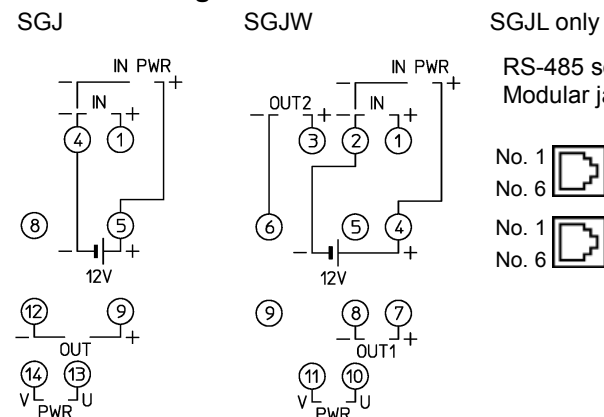 SGJ
IN PWR
- +
- IN +
4 1
8 5
- +
12V
12 9
- OUT +
14 13
V PWR U
SGJW
IN PWR
- +
OUT2 IN
- + - +
3 2 1
6 5 4
- +
12V
9 8 7
- OUT1 +
11 10
V PWR U
SGJL only
RS-485
Modular
No. 1
No. 6
No. 1
No. 6